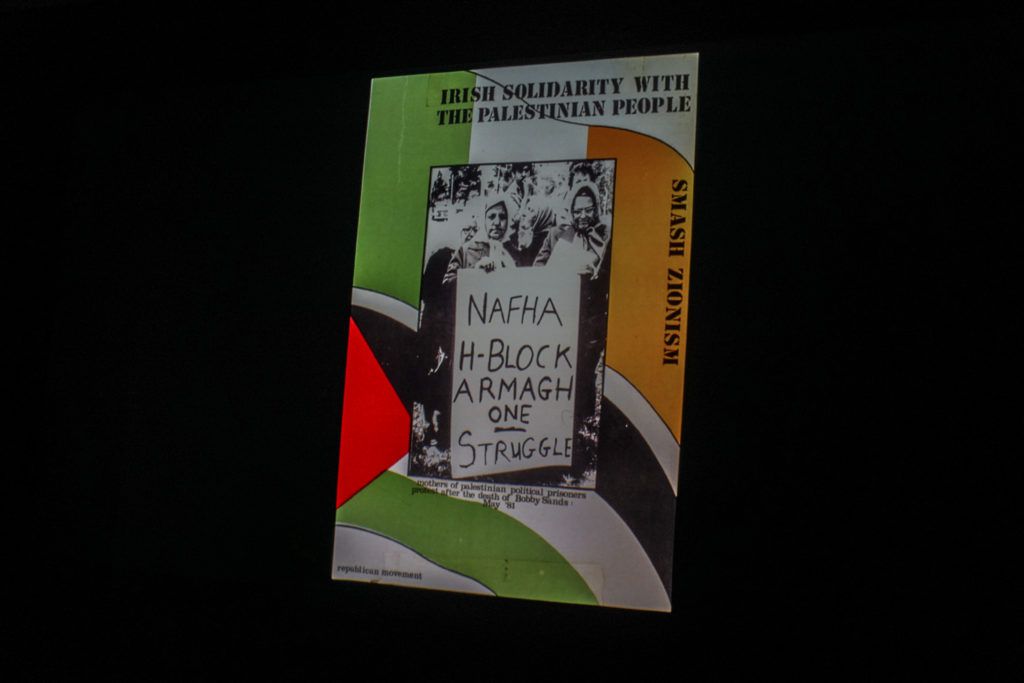 IRISH SOLIDARITY WITH
THE PALESTINIAN PEOPLE
SMASH ZIONISM
NAFHA
H-BLOCK
ARMAGH
ONE
STRUGGLE
mothers of palestinian political prisoners
protest after the death of Bobby Sands :
May '81
republican movement